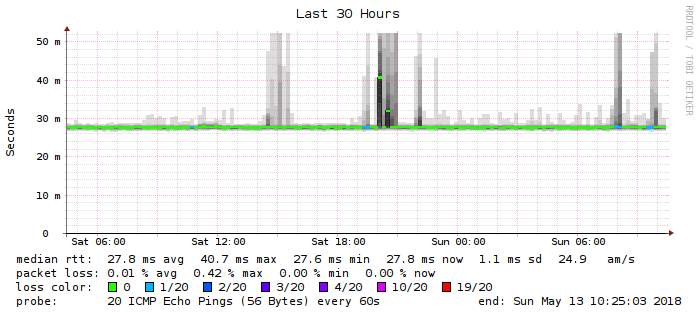 Last 30 Hours
RRDTOOL / TOBI OETIKER
Seconds
50 m
40 m
30 m
20 m
10 m
0
Sat 06:00 Sat 12:00 Sat 18:00 Sun 00:00 Sun 06:00
median rtt: 27.8 ms avg 40.7 ms max 27.6 ms min 27.8 ms now 1.1 ms sd 24.9 am/s
packet loss: 0.01 % avg 0.42 % max 0.00 % min 0.00 % now
loss color: 0 1/20 2/20 3/20 4/20 10/20 19/20
probe: 20 ICMP Echo Pings (56 Bytes) every 60s end: Sun May 13 10:25:03 2018